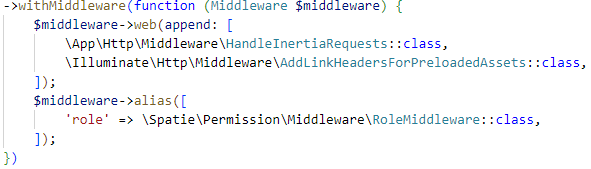 ->withMiddleware(function (Middleware $middleware) {
    $middleware->web(append: [
        \App\Http\Middleware\HandleInertiaRequests::class,
        \Illuminate\Http\Middleware\AddLinkHeadersForPreloadedAssets::class,
    ]);
    $middleware->alias([
        'role' => \Spatie\Permission\Middleware\RoleMiddleware::class,
    ]);
})